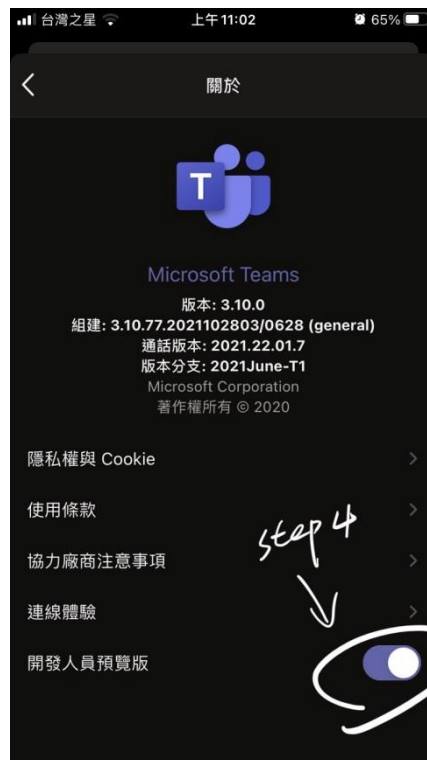 台灣之星
上午11:02
65%
關於
T
Microsoft Teams
版本: 3.10.0
組建: 3.10.77.2021102803/0628 (general)
通話版本: 2021.22.01.7
版本分支: 2021June-T1
Microsoft Corporation
著作權所有 © 2020
隱私權與 Cookie
使用條款
step 4
協力廠商注意事項
連線體驗
開發人員預覽版